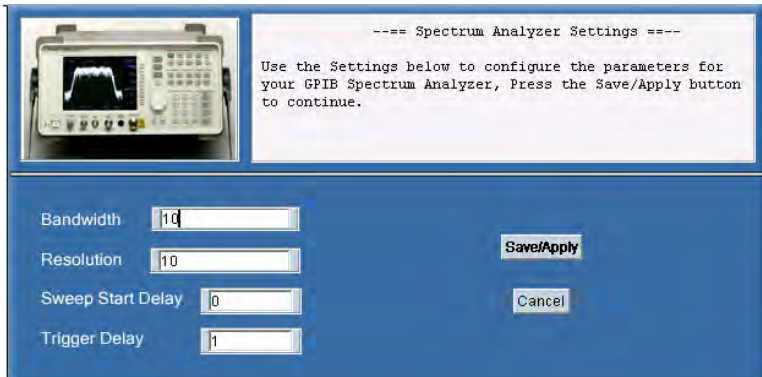 --== Spectrum Analyzer Settings ==--
Use the Settings below to configure the parameters for
your GPIB Spectrum Analyzer, Press the Save/Apply button
to continue.
Bandwidth 10
Resolution 10
Save/Apply
Sweep Start Delay 0
Cancel
Trigger Delay 1